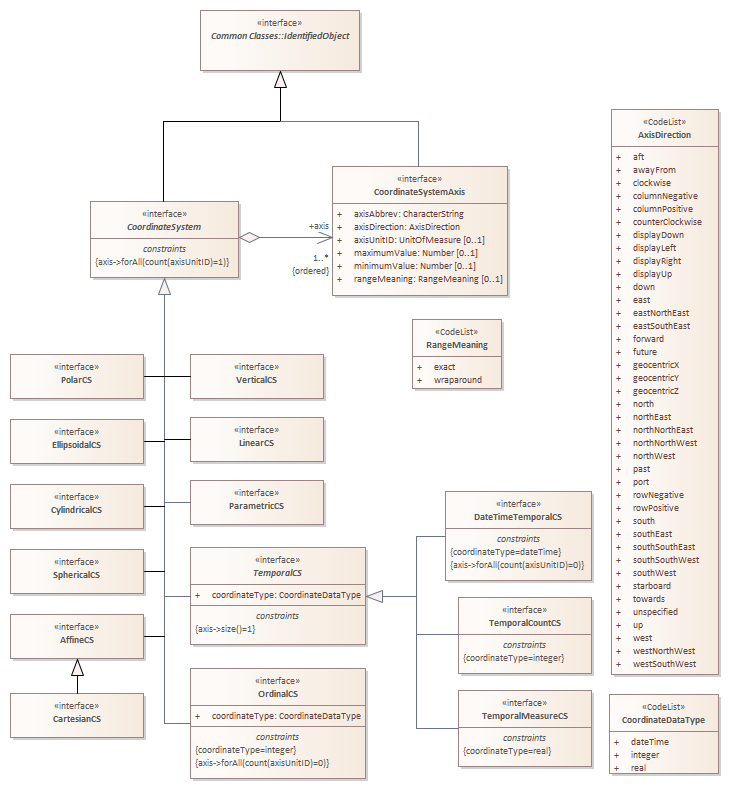 «interface»
Common Classes::IdentifiedObject
«interface»
CoordinateSystem
constraints
{axis->forAll(count(axisUnitID)=1)}
+axis
1..*
{ordered}
«interface»
CoordinateSystemAxis
+ axisAbbrev: CharacterString
+ axisDirection: AxisDirection
+ axisUnitID: UnitOfMeasure [0..1]
+ maximumValue: Number [0..1]
+ minimumValue: Number [0..1]
+ rangeMeaning: RangeMeaning [0..1]
«CodeList»
RangeMeaning
+ exact
+ wraparound
«interface»
PolarCS
«interface»
VerticalCS
«interface»
EllipsoidalCS
«interface»
LinearCS
«interface»
CylindricalCS
«interface»
ParametricCS
«interface»
SphericalCS
«interface»
TemporalCS
+ coordinateType: CoordinateDataType
constraints
{axis->size()=1}
«interface»
AffineCS
«interface»
CartesianCS
«interface»
OrdinalCS
+ coordinateType: CoordinateDataType
constraints
{coordinateType=integer}
{axis->forAll(count(axisUnitID)=0)}
«interface»
DateTimeTemporalCS
constraints
{coordinateType=dateTime}
{axis->forAll(count(axisUnitID)=0)}
«interface»
TemporalCountCS
constraints
{coordinateType=integer}
«interface»
TemporalMeasureCS
constraints
{coordinateType=real}
«CodeList»
AxisDirection
+ aft
+ awayFrom
+ clockwise
+ columnNegative
+ columnPositive
+ counterClockwise
+ displayDown
+ displayLeft
+ displayRight
+ displayUp
+ down
+ east
+ eastNorthEast
+ eastSouthEast
+ forward
+ future
+ geocentricX
+ geocentricY
+ geocentricZ
+ north
+ northEast
+ northNorthEast
+ northNorthWest
+ northWest
+ past
+ port
+ rowNegative
+ rowPositive
+ south
+ southEast
+ southSouthEast
+ southSouthWest
+ southWest
+ starboard
+ towards
+ unspecified
+ up
+ west
+ westNorthWest
+ westSouthWest
«CodeList»
CoordinateDataType
+ dateTime
+ integer
+ real